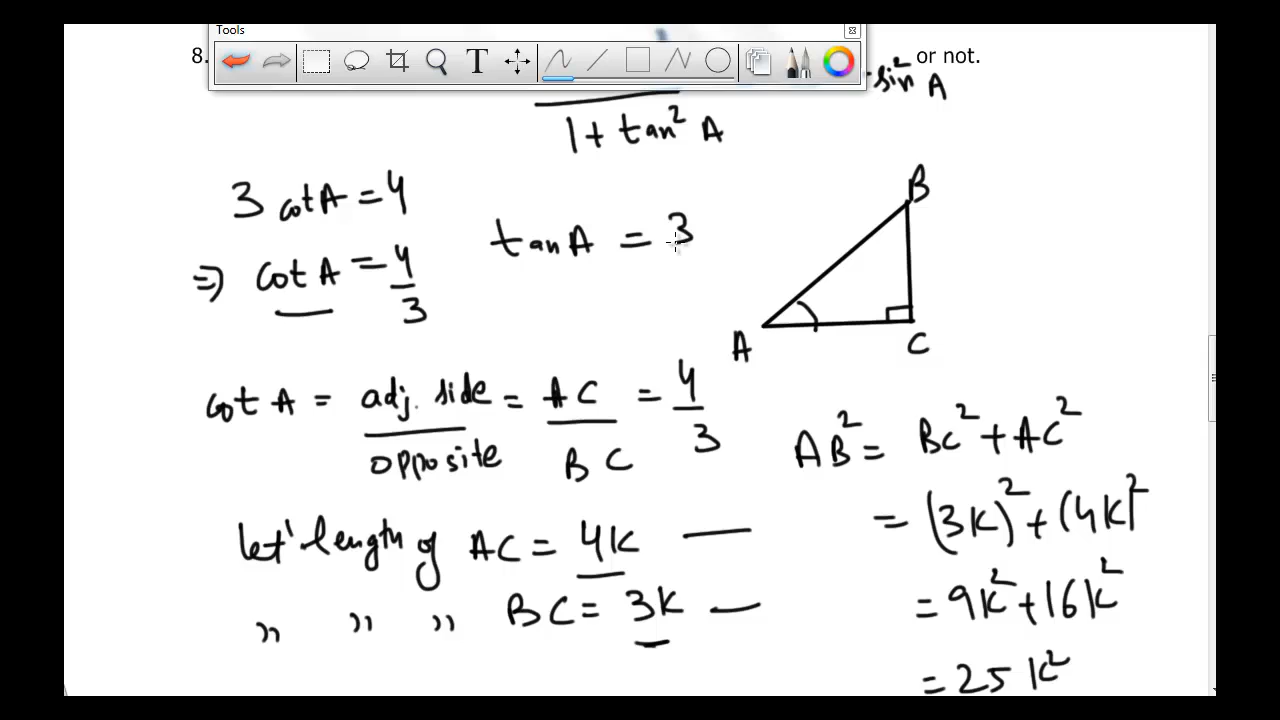 Tools
8. or not.
T
sin² A
1 + tan² A
3 cot A = 4
tan A = 3
⇒ cot A = 4/3
B
A
C
cot A = adj. side / opposite = AC / BC = 4/3
AB² = BC² + AC²
= (3k)² + (4k)²
= 9k² + 16k²
= 25 k²
let' length of AC = 4k —
” ” ” BC = 3k —